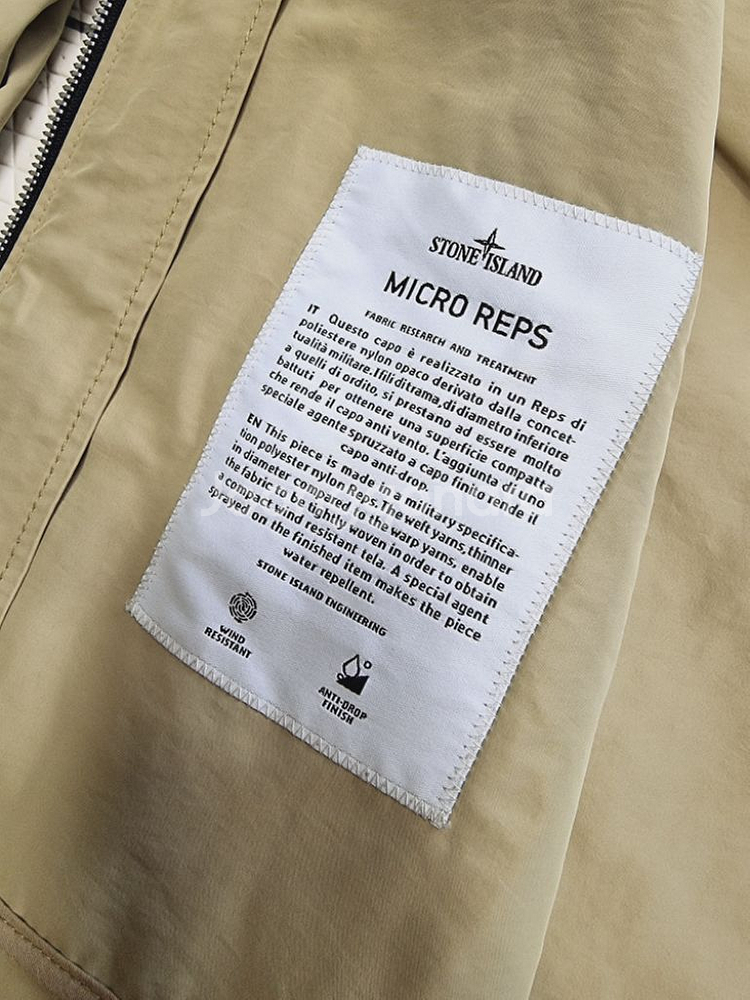 STONE ISLAND
MICRO REPS
FABRIC RESEARCH AND TREATMENT
IT Questo capo è realizzato in un Reps di
poliestere nylon opaco derivato dalla concet-
tualità militare. I fili di trama, di diametro inferiore
a quelli di ordito, si prestano ad essere molto
battuti per ottenere una superficie compatta
che rende il capo anti vento. L'aggiunta di uno
speciale agente spruzzato a capo finito rende il
capo anti-drop.
EN This piece is made in a military specifica-
tion polyester nylon Reps. The weft yarns, thinner
in diameter compared to the warp yarns, enable
the fabric to be tightly woven in order to obtain
a compact wind resistant tela. A special agent
sprayed on the finished item makes the piece
water repellent.
STONE ISLAND ENGINEERING
WIND
RESISTANT
ANTI-DROP
FINISH